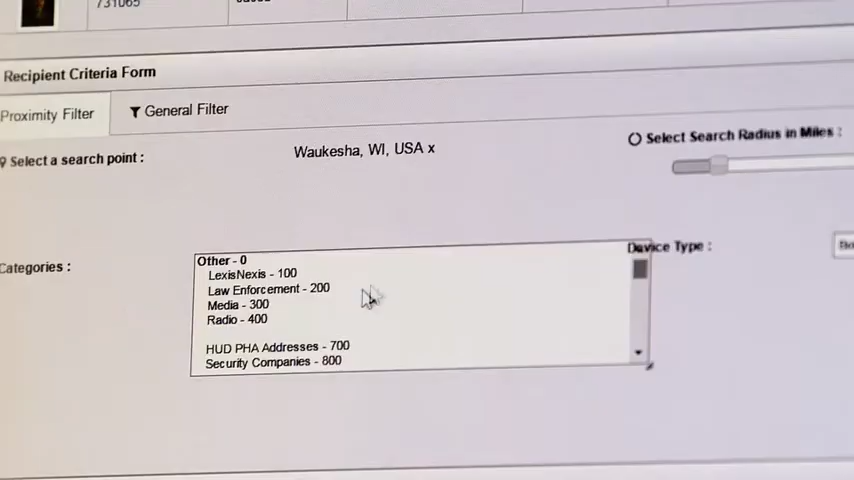 731065
Recipient Criteria Form
Proximity Filter
General Filter
Select a search point :
Waukesha, WI, USA x
Select Search Radius in Miles :
Categories :
Other - 0
LexisNexis - 100
Law Enforcement - 200
Media - 300
Radio - 400
HUD PHA Addresses - 700
Security Companies - 800
Device Type :